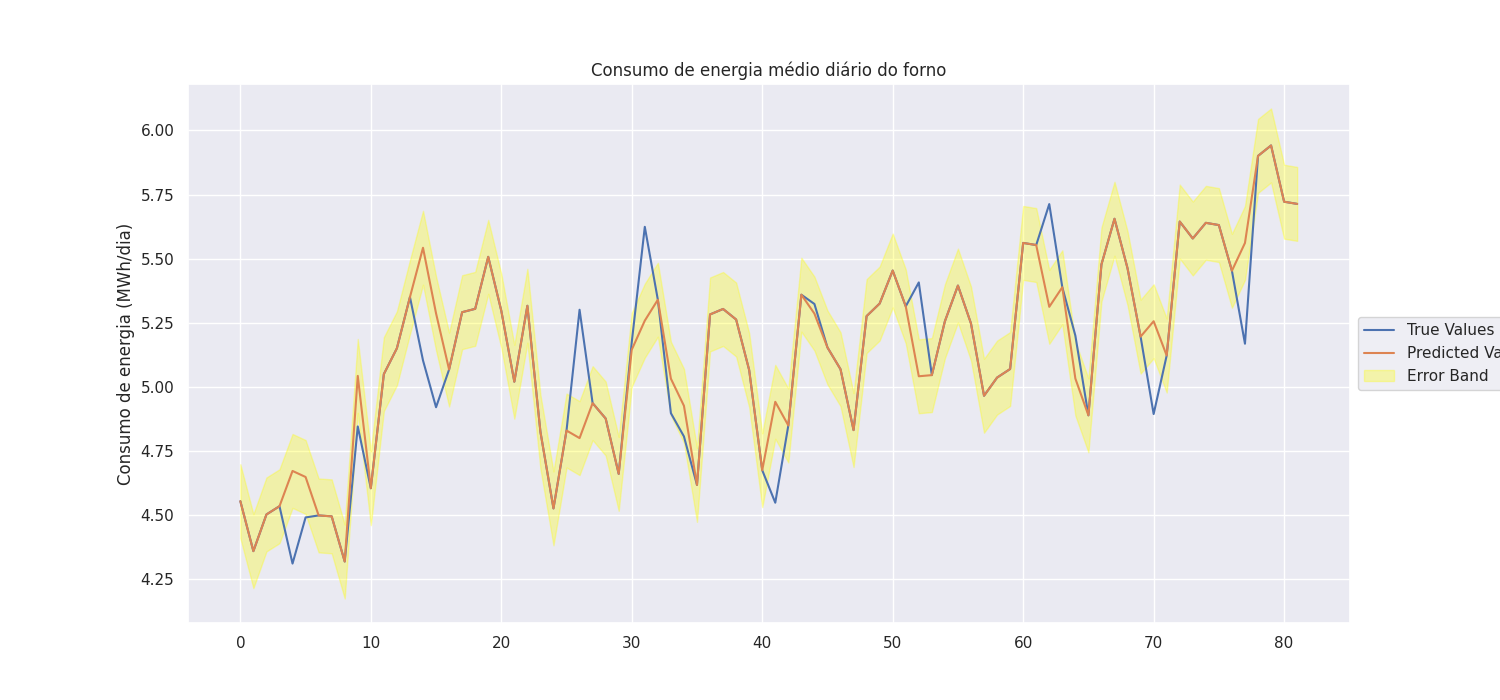 Consumo de energia médio diário do forno
Consumo de energia (MWh/dia)
6.00
5.75
5.50
5.25
5.00
4.75
4.50
4.25
0 10 20 30 40 50 60 70 80
True Values
Predicted Va
Error Band